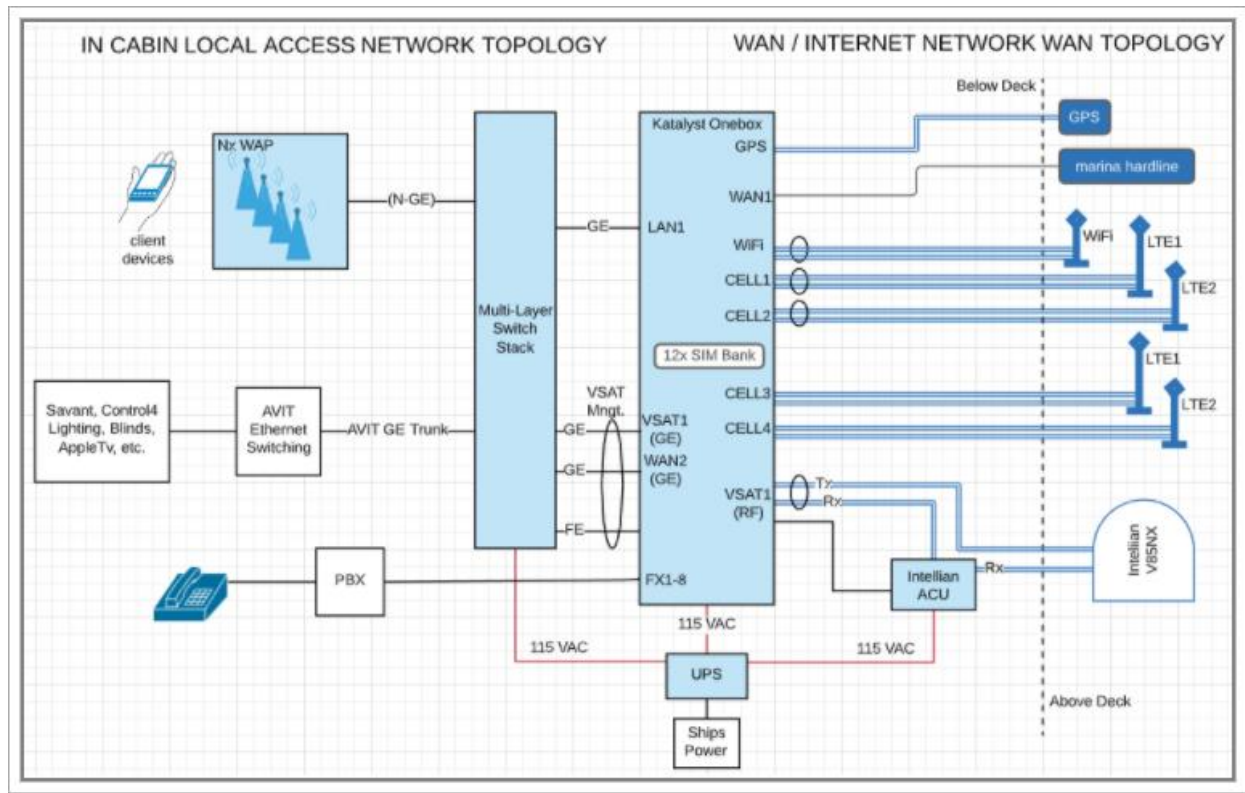 IN CABIN LOCAL ACCESS NETWORK TOPOLOGY
WAN / INTERNET NETWORK WAN TOPOLOGY
Below Deck
Nx WAP
client
devices
(N-GE)
Multi-Layer
Switch
Stack
GE
Katalyst Onebox
GPS
WAN1
LAN1
WiFi
CELL1
CELL2
12x SIM Bank
CELL3
CELL4
VSAT1
(GE)
WAN2
(GE)
VSAT1
(RF)
FX1-8
GPS
marina hardline
WiFi
LTE1
LTE2
LTE1
LTE2
Savant, Control4
Lighting, Blinds,
AppleTv, etc.
AVIT
Ethernet
Switching
AVIT GE Trunk
VSAT
Mngt.
GE
GE
FE
Tx
Rx
Rx
Intellian
V85NX
Intellian
ACU
PBX
115 VAC
115 VAC
115 VAC
UPS
Ships
Power
Above Deck